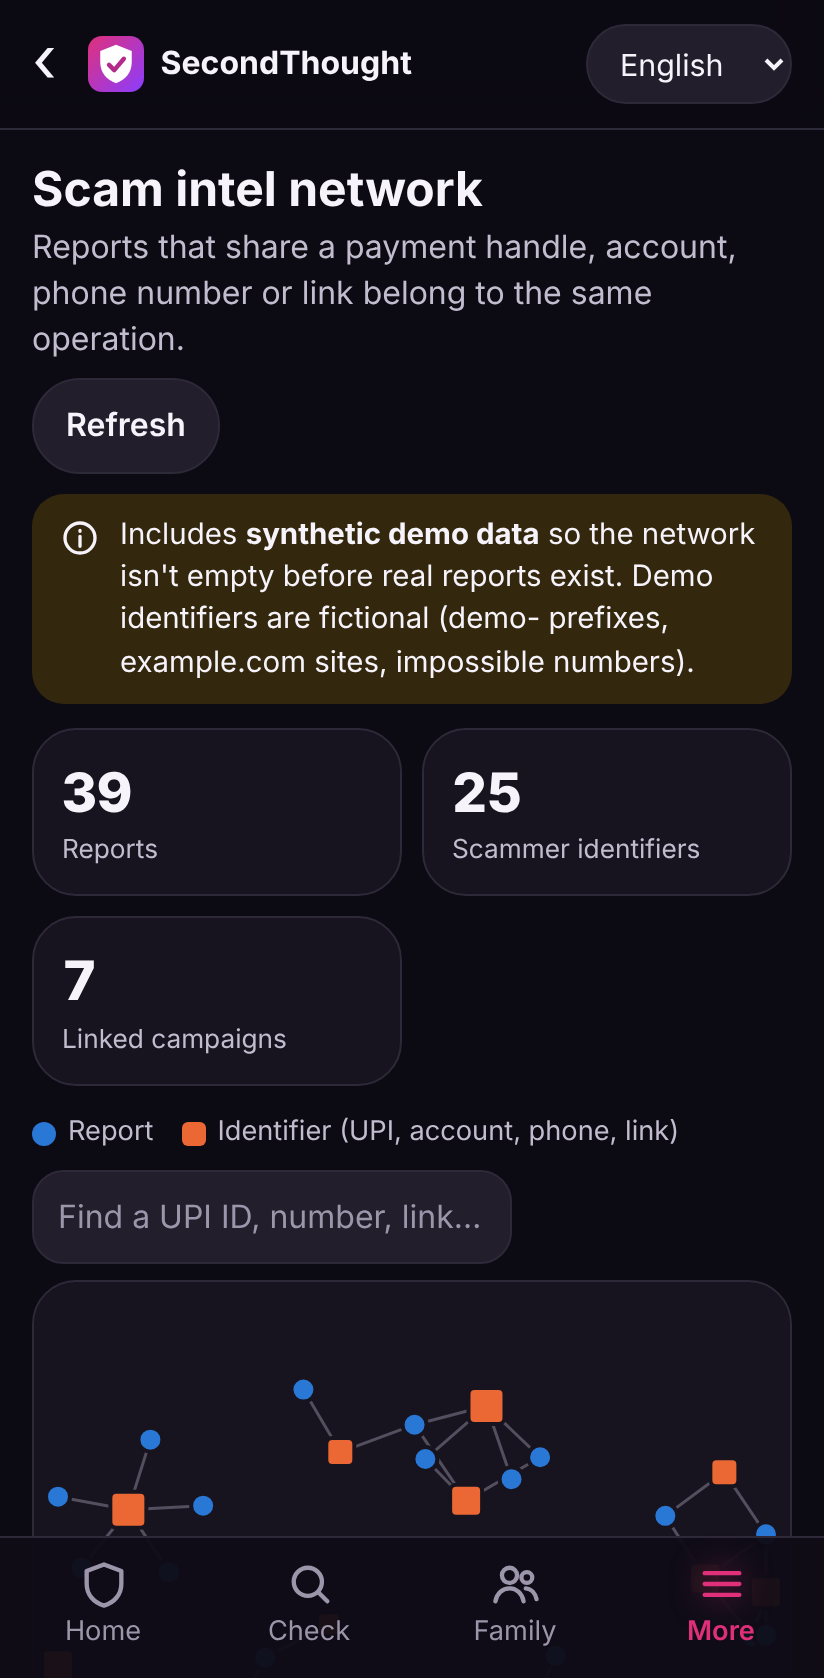 SecondThought
English
Scam intel network
Reports that share a payment handle, account,
phone number or link belong to the same
operation.
Refresh
Includes synthetic demo data so the network
isn't empty before real reports exist. Demo
identifiers are fictional (demo- prefixes,
example.com sites, impossible numbers).
39
Reports
25
Scammer identifiers
7
Linked campaigns
Report
Identifier (UPI, account, phone, link)
Find a UPI ID, number, link...
Home
Check
Family
More